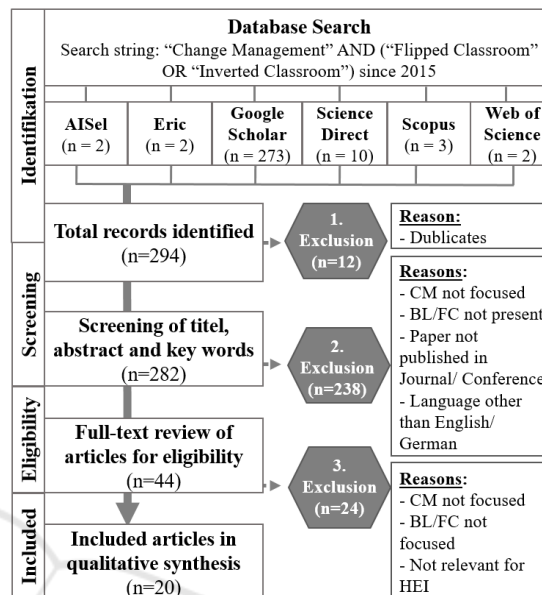 Database Search
Search string: “Change Management” AND (“Flipped Classroom”
OR “Inverted Classroom”) since 2015
Identifikation
AISel
(n = 2)
Eric
(n = 2)
Google
Scholar
(n = 273)
Science
Direct
(n = 10)
Scopus
(n = 3)
Web of
Science
(n = 2)
Total records identified
(n=294)
1.
Exclusion
(n=12)
Reason:
- Dublicates
Screening
Screening of titel,
abstract and key words
(n=282)
2.
Exclusion
(n=238)
Reasons:
- CM not focused
- BL/FC not present
- Paper not
published in
Journal/ Conference
- Language other
than English/
German
Eligibility
Full-text review of
articles for eligibility
(n=44)
3.
Exclusion
(n=24)
Reasons:
- CM not focused
- BL/FC not
focused
- Not relevant for
HEI
Included
Included articles in
qualitative synthesis
(n=20)